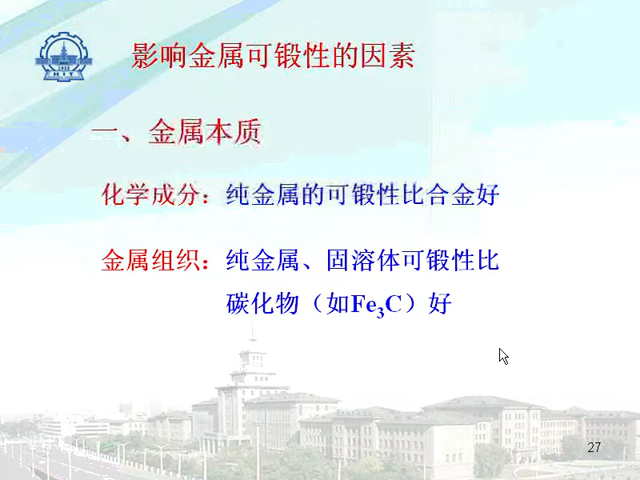 影响金属可锻性的因素
一、金属本质
化学成分：纯金属的可锻性比合金好
金属组织：纯金属、固溶体可锻性比
碳化物（如Fe₃C）好
27